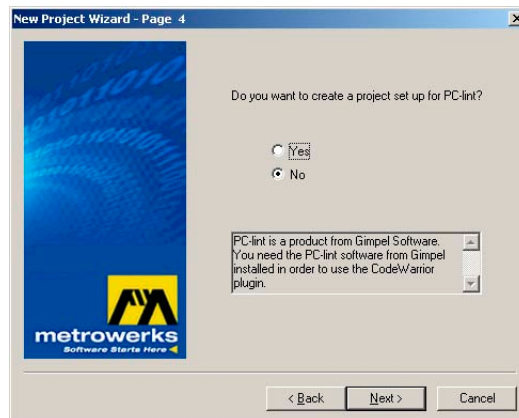 New Project Wizard - Page 4
Do you want to create a project set up for PC-lint?
Yes
No
PC-lint is a product from Gimpel Software.
You need the PC-lint software from Gimpel
installed in order to use the CodeWarrior
plugin.
metrowerks
Software Starts Here
< Back
Next >
Cancel